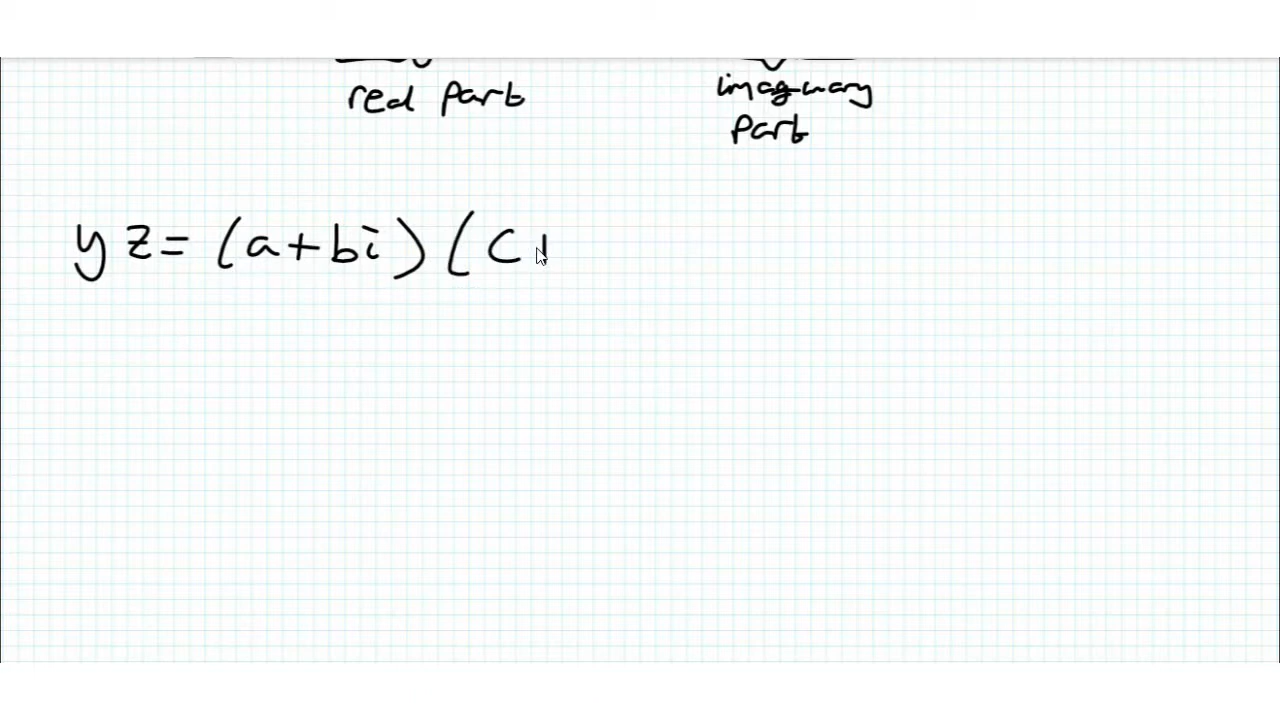 real part
imaginary
part
y z = (a + bi) (c